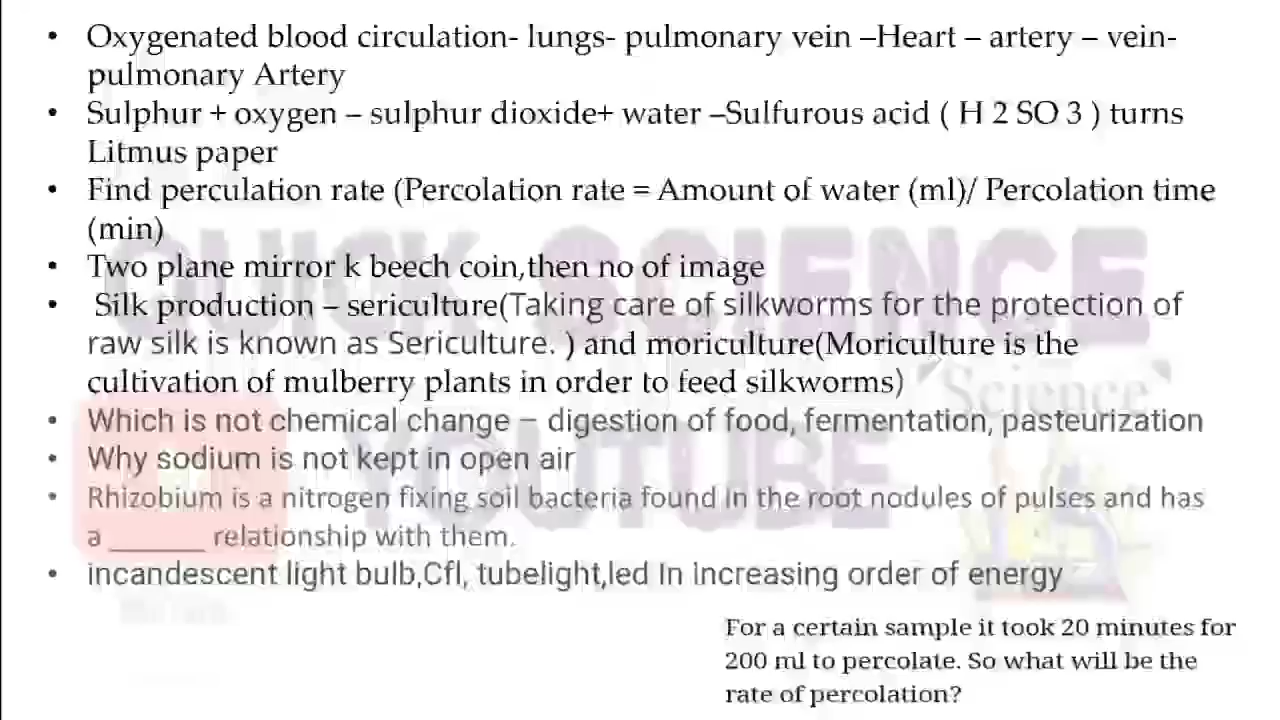 • Oxygenated blood circulation- lungs- pulmonary vein –Heart – artery – vein-
pulmonary Artery
• Sulphur + oxygen – sulphur dioxide+ water –Sulfurous acid ( H 2 SO 3 ) turns
Litmus paper
• Find perculation rate (Percolation rate = Amount of water (ml)/ Percolation time
(min)
• Two plane mirror k beech coin,then no of image
• Silk production – sericulture(Taking care of silkworms for the protection of
raw silk is known as Sericulture. ) and moriculture(Moriculture is the
cultivation of mulberry plants in order to feed silkworms)
• Which is not chemical change – digestion of food, fermentation, pasteurization
• Why sodium is not kept in open air
• Rhizobium is a nitrogen fixing soil bacteria found in the root nodules of pulses and has
a ______ relationship with them.
• incandescent light bulb,Cfl, tubelight,led In increasing order of energy
For a certain sample it took 20 minutes for
200 ml to percolate. So what will be the
rate of percolation?
QUICK SCIENCE
"Science"
YOUTUBE